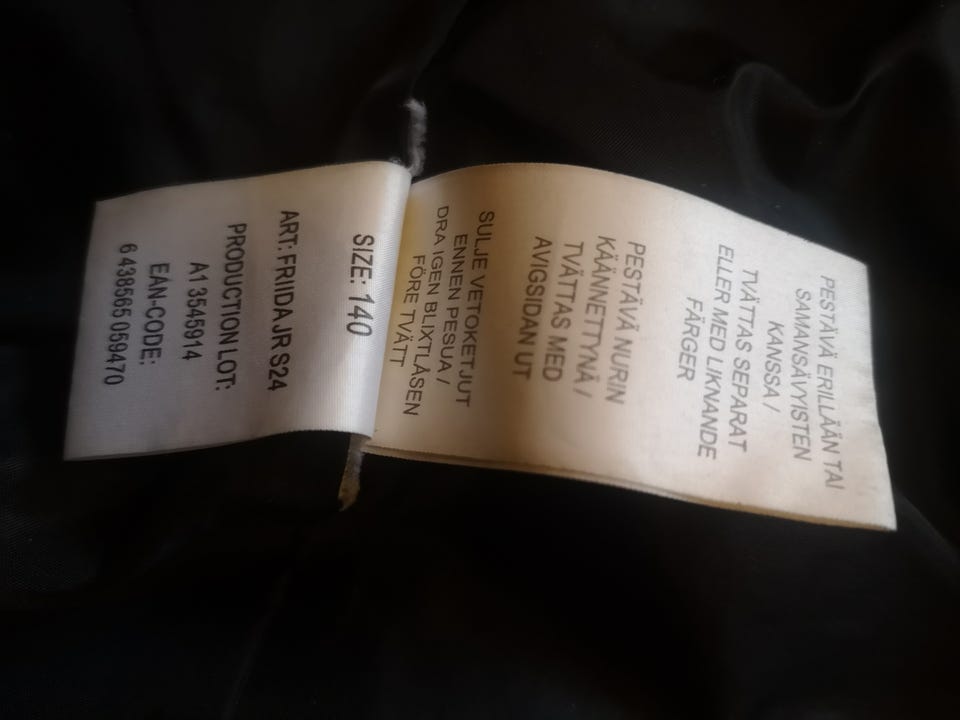 SIZE: 140
ART: FRIIDA JR S24
PRODUCTION LOT:
A1 3545914
EAN-CODE:
6 438565 059470
PESTÄVÄ ERILLÄÄN TAI
SAMANSÄVYISTEN
KANSSA /
TVÄTTAS SEPARAT
ELLER MED LIKNANDE
FÄRGER
PESTÄVÄ NURIN
KÄÄNNETTYNÄ /
TVÄTTAS MED
AVIGSIDAN UT
SULJE VETOKETJUT
ENNEN PESUA /
DRA IGEN BLIXTLÅSEN
FÖRE TVÄTT